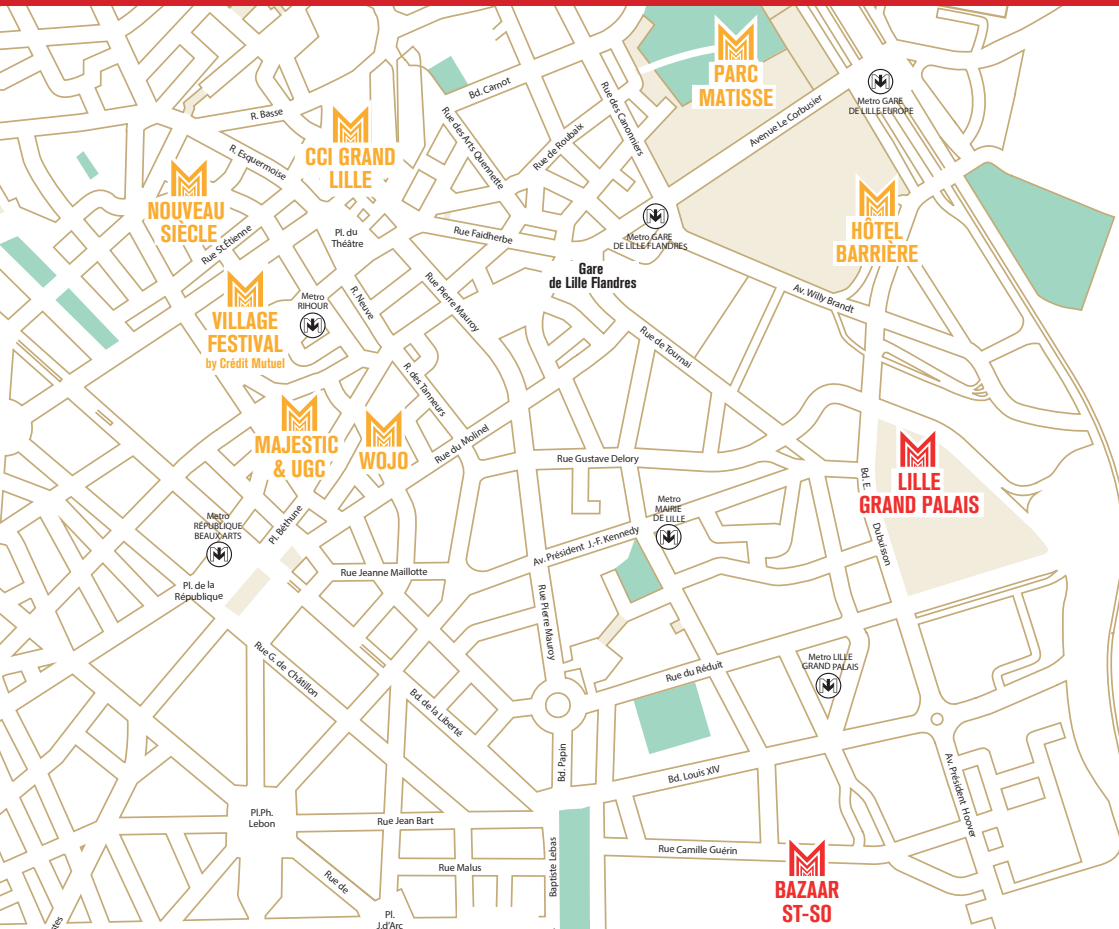 PARC
MATISSE
Metro GARE
DE LILLE EUROPE
Bd. Carnot
Rue des Canonniers
Avenue Le Corbusier
R. Basse
Rue des Arts Quennette
Rue de Roubaix
R. Esquermoise
CCI GRAND
LILLE
NOUVEAU
SIÈCLE
HÔTEL
BARRIÈRE
Rue St. Étienne
Pl. du
Théâtre
Rue Faidherbe
Metro GARE
DE LILLE FLANDRES
Gare
de Lille Flandres
Av. Willy Brandt
Metro
RIHOUR
R. Neuve
Rue Pierre Mauroy
VILLAGE
FESTIVAL
by Crédit Mutuel
Rue de Tournai
R. des Tanneurs
MAJESTIC
& UGC
WOJO
Rue du Molinel
Rue Gustave Delory
LILLE
GRAND PALAIS
Bd. E.
Dubuisson
Metro
MAIRIE
DE LILLE
Metro
RÉPUBLIQUE
BEAUX ARTS
Pl. Béthune
Av. Président J.-F. Kennedy
Pl. de la
République
Rue Jeanne Maillotte
Rue Pierre Mauroy
Rue G. de Châtillon
Bd. de la Liberté
Rue du Réduit
Metro LILLE
GRAND PALAIS
Bd. Papin
Bd. Louis XIV
Av. Président Hoover
Pl.Ph.
Lebon
Rue Jean Bart
Rue Camille Guérin
Baptiste Lebas
Rue Malus
Rue de
BAZAAR
ST-SO
Pl.
J.d'Arc